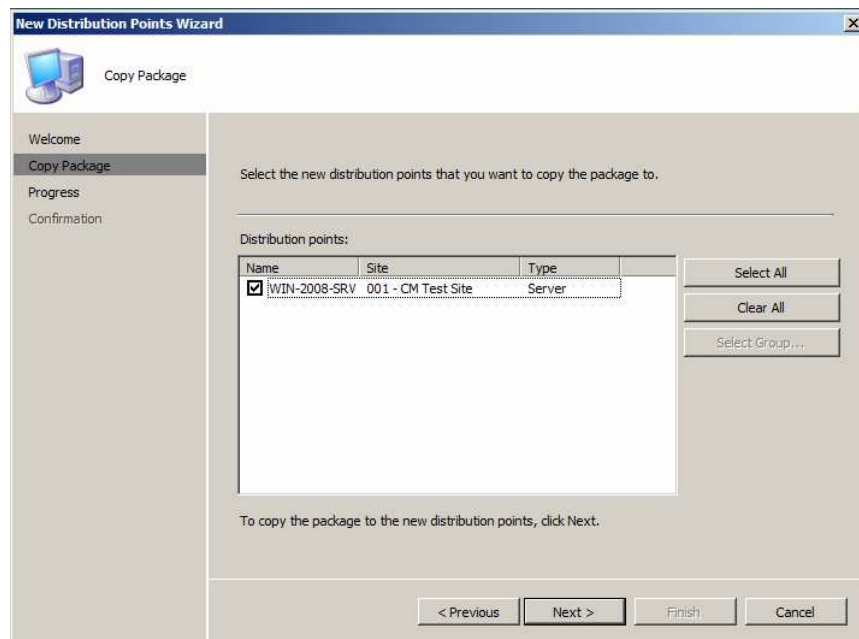 New Distribution Points Wizard
Copy Package
Welcome
Copy Package
Progress
Confirmation
Select the new distribution points that you want to copy the package to.
Distribution points:
Name Site Type
WIN-2008-SRV 001 - CM Test Site Server
Select All
Clear All
Select Group...
To copy the package to the new distribution points, click Next.
< Previous Next > Finish Cancel